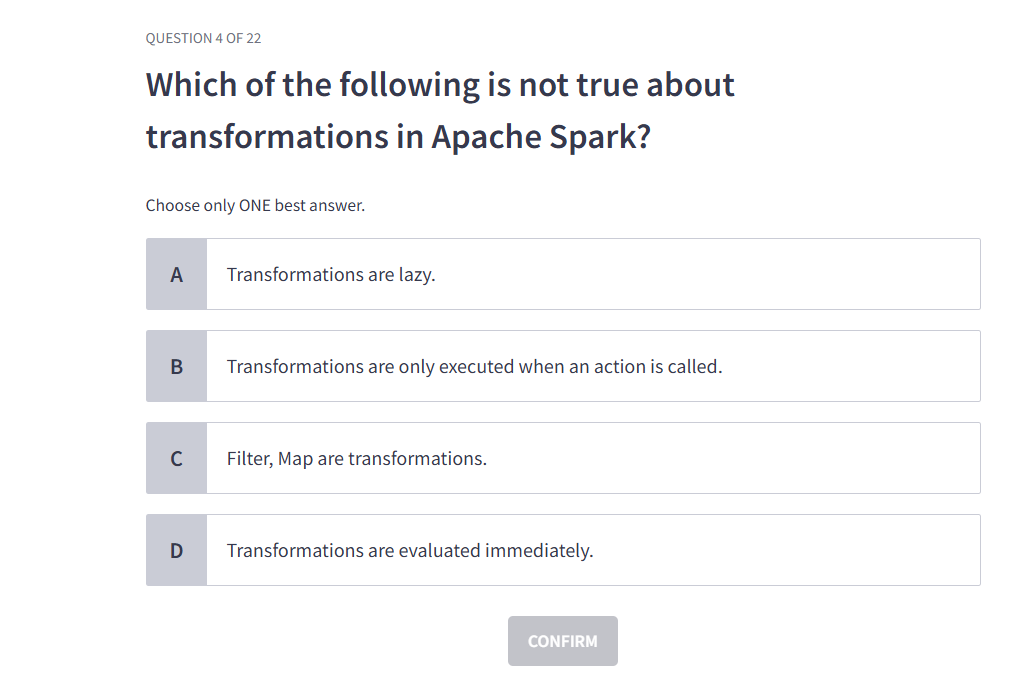 QUESTION 4 OF 22
Which of the following is not true about
transformations in Apache Spark?
Choose only ONE best answer.
A Transformations are lazy.
B Transformations are only executed when an action is called.
C Filter, Map are transformations.
D Transformations are evaluated immediately.
CONFIRM